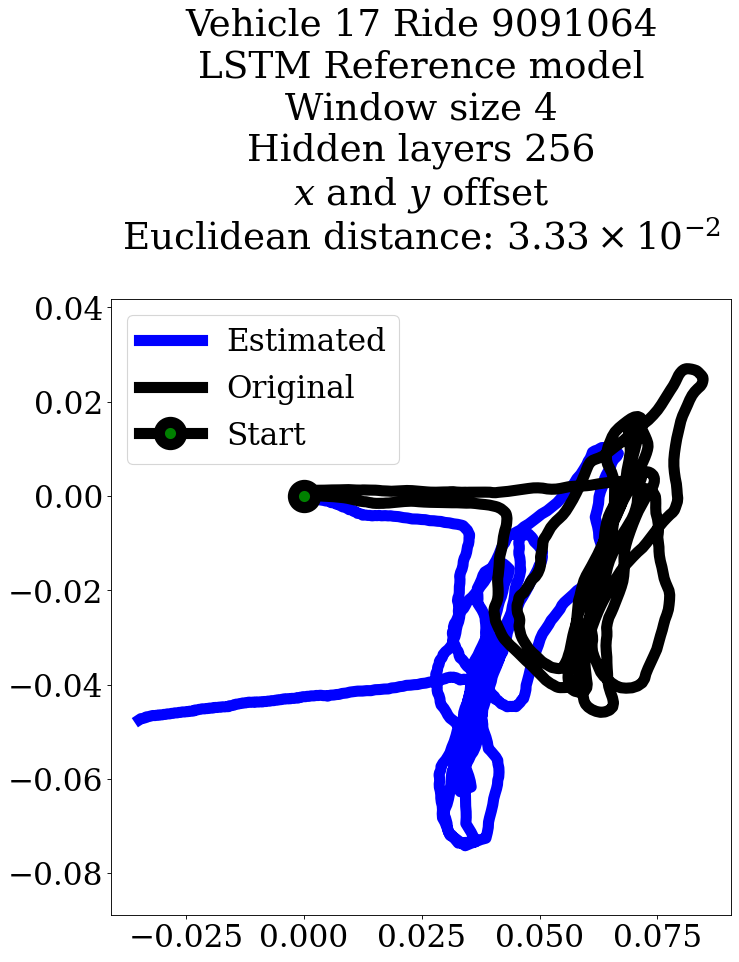 Vehicle 17 Ride 9091064
LSTM Reference model
Window size 4
Hidden layers 256
x and y offset
Euclidean distance: 3.33 × 10⁻²
0.04
0.02
0.00
−0.02
−0.04
−0.06
−0.08
Estimated
Original
Start
−0.025 0.000 0.025 0.050 0.075